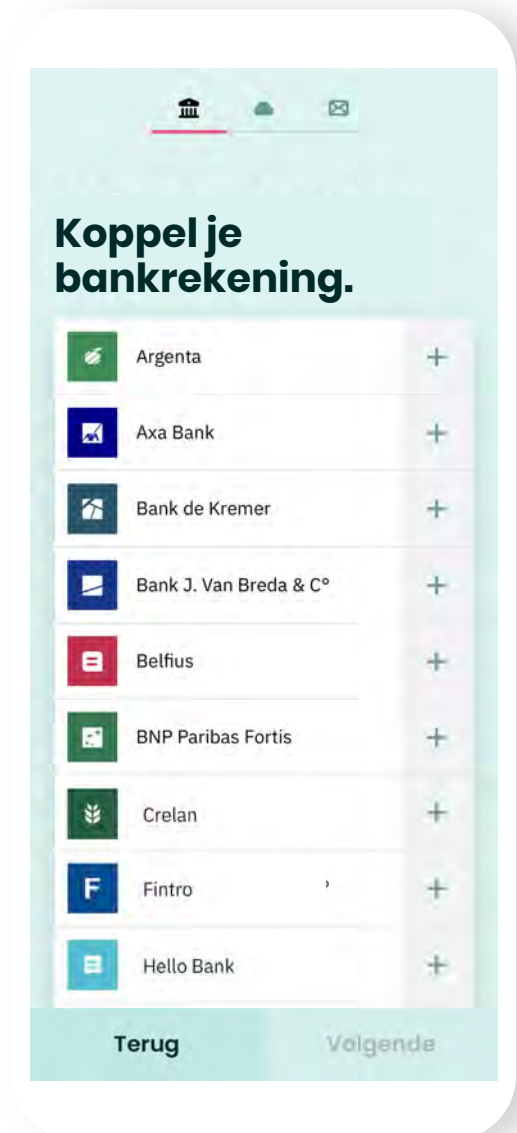 Koppel je
bankrekening.
Argenta
Axa Bank
Bank de Kremer
Bank J. Van Breda & C°
Belfius
BNP Paribas Fortis
Crelan
F Fintro
Hello Bank
Terug Volgende